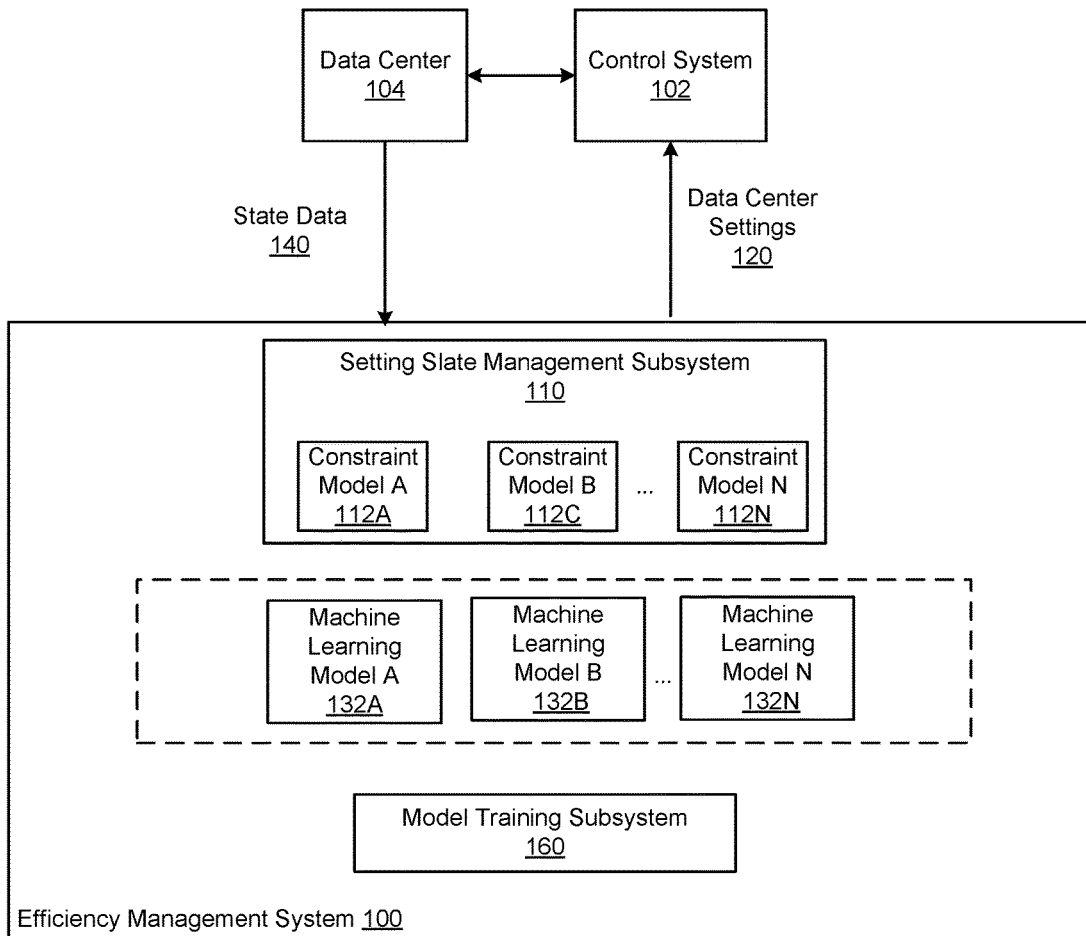 Data Center
104
Control System
102
State Data
140
Data Center
Settings
120
Setting Slate Management Subsystem
110
Constraint
Model A
112A
Constraint
Model B
112C
...
Constraint
Model N
112N
Machine
Learning
Model A
132A
Machine
Learning
Model B
132B
...
Machine
Learning
Model N
132N
Model Training Subsystem
160
Efficiency Management System 100